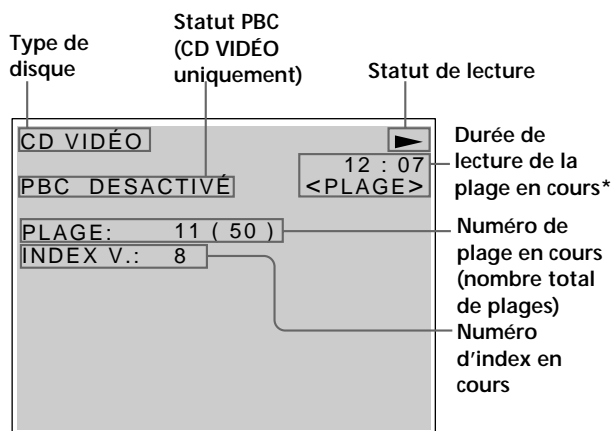 Type de
disque
Statut PBC
(CD VIDÉO
uniquement)
Statut de lecture
CD VIDÉO
12 : 07
<PLAGE>
PBC DESACTIVÉ
PLAGE: 11 ( 50 )
INDEX V.: 8
Durée de
lecture de la
plage en cours*
Numéro de
plage en cours
(nombre total
de plages)
Numéro
d'index en
cours